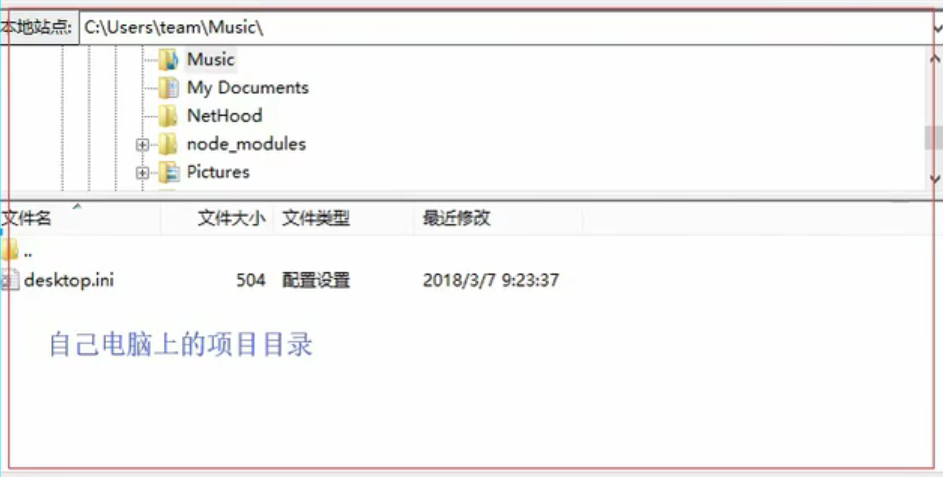 本地站点: C:\Users\team\Music\
Music
My Documents
NetHood
node_modules
Pictures
文件名 文件大小 文件类型 最近修改
..
desktop.ini 504 配置设置 2018/3/7 9:23:37
自己电脑上的项目目录